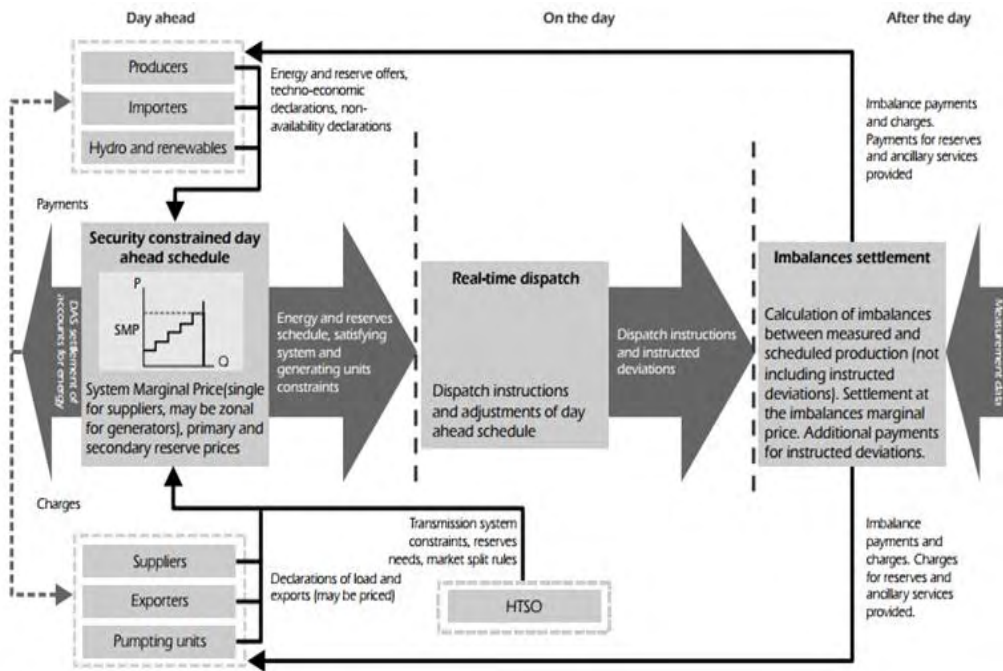 Day ahead
On the day
After the day
Producers
Importers
Hydro and renewables
Energy and reserve offers,
techno-economic
declarations, non-
availability declarations
Imbalance payments
and charges.
Payments for reserves
and ancillary services
provided
Payments
DAS settlement of
accounts for energy
Security constrained day
ahead schedule
P
SMP
Q
System Marginal Price(single
for suppliers, may be zonal
for generators), primary and
secondary reserve prices
Energy and reserves
schedule, satisfying
system and
generating units
constraints
Real-time dispatch
Dispatch instructions
and adjustments of day
ahead schedule
Dispatch instructions
and instructed
deviations
Imbalances settlement
Calculation of imbalances
between measured and
scheduled production (not
including instructed
deviations). Settlement at
the imbalances marginal
price. Additional payments
for instructed deviations.
Measurement data
Charges
Suppliers
Exporters
Pumpting units
Declarations of load and
exports (may be priced)
Transmission system
constraints, reserves
needs, market split rules
HTSO
Imbalance
payments and
charges. Charges
for reserves and
ancillary services
provided.